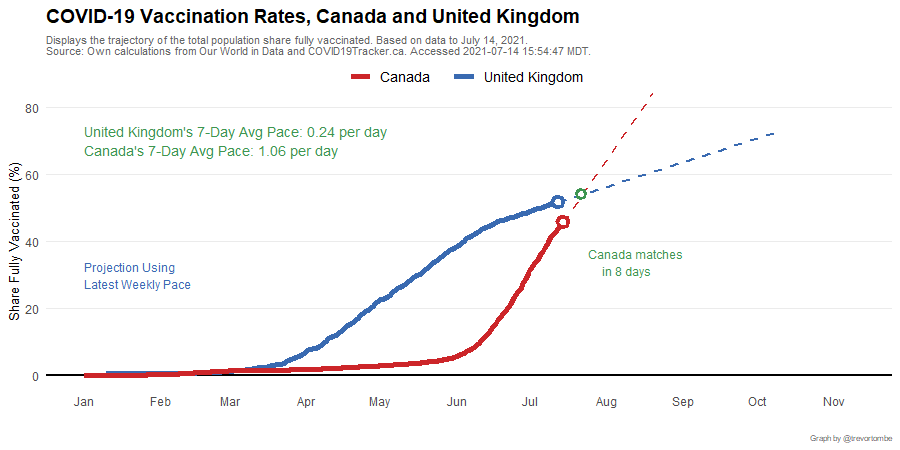 COVID-19 Vaccination Rates, Canada and United Kingdom
Displays the trajectory of the total population share fully vaccinated. Based on data to July 14, 2021.
Source: Own calculations from Our World in Data and COVID19Tracker.ca. Accessed 2021-07-14 15:54:47 MDT.
Canada United Kingdom
80
United Kingdom's 7-Day Avg Pace: 0.24 per day
Canada's 7-Day Avg Pace: 1.06 per day
60
Share Fully Vaccinated (%)
40
Canada matches
in 8 days
Projection Using
Latest Weekly Pace
20
0
Jan Feb Mar Apr May Jun Jul Aug Sep Oct Nov
Graph by @trevortombe